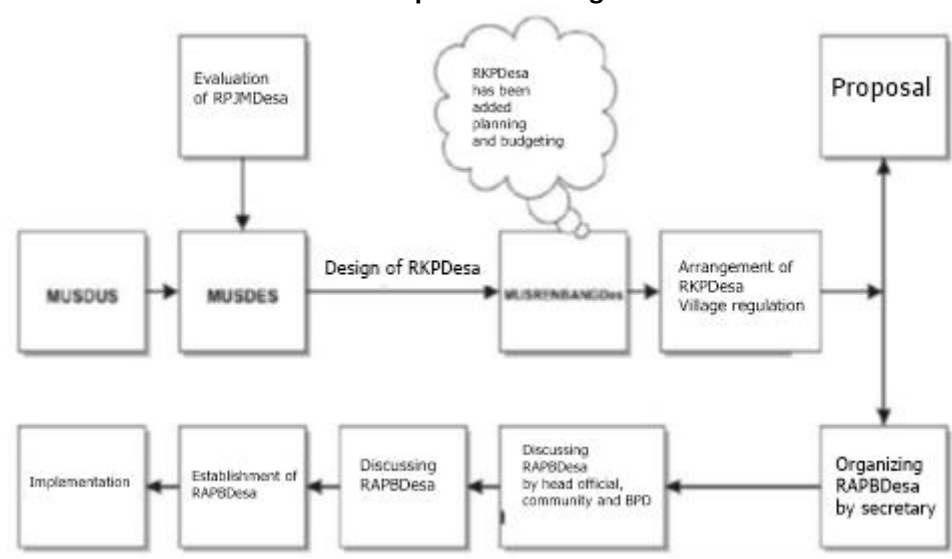 Evaluation
of RPJMDesa
RKPDesa
has been
added
planning
and budgeting
Proposal
MUSDUS
MUSDES
Design of RKPDesa
MUSRENBANGDes
Arrangement of
RKPDesa
Village regulation
Implementation
Establishment of
RAPBDesa
Discussing
RAPBDesa
Discussing
RAPBDesa
by head official,
community and BPD
Organizing
RAPBDesa
by secretary